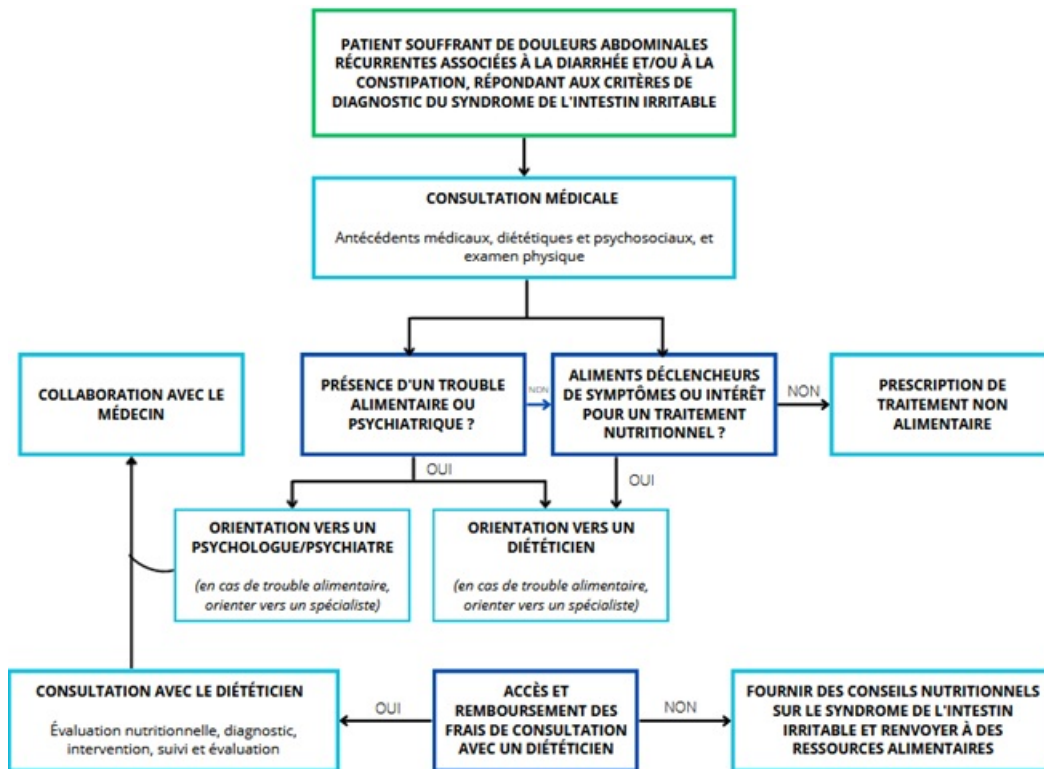 PATIENT SOUFFRANT DE DOULEURS ABDOMINALES
RÉCURRENTES ASSOCIÉES À LA DIARRHÉE ET/OU À LA
CONSTIPATION, RÉPONDANT AUX CRITÈRES DE
DIAGNOSTIC DU SYNDROME DE L'INTESTIN IRRITABLE
CONSULTATION MÉDICALE
Antécédents médicaux, diététiques et psychosociaux, et
examen physique
COLLABORATION AVEC LE
MÉDECIN
PRÉSENCE D'UN TROUBLE
ALIMENTAIRE OU
PSYCHIATRIQUE ?
NON
ALIMENTS DÉCLENCHEURS
DE SYMPTÔMES OU INTÉRÊT
POUR UN TRAITEMENT
NUTRITIONNEL ?
NON
PRESCRIPTION DE
TRAITEMENT NON
ALIMENTAIRE
OUI
OUI
ORIENTATION VERS UN
PSYCHOLOGUE/PSYCHIATRE
(en cas de trouble alimentaire,
orienter vers un spécialiste)
ORIENTATION VERS UN
DIÉTÉTICIEN
(en cas de trouble alimentaire,
orienter vers un spécialiste)
CONSULTATION AVEC LE DIÉTÉTICIEN
Évaluation nutritionnelle, diagnostic,
intervention, suivi et évaluation
OUI
ACCÈS ET
REMBOURSEMENT DES
FRAIS DE CONSULTATION
AVEC UN DIÉTÉTICIEN
NON
FOURNIR DES CONSEILS NUTRITIONNELS
SUR LE SYNDROME DE L'INTESTIN
IRRITABLE ET RENVOYER À DES
RESSOURCES ALIMENTAIRES